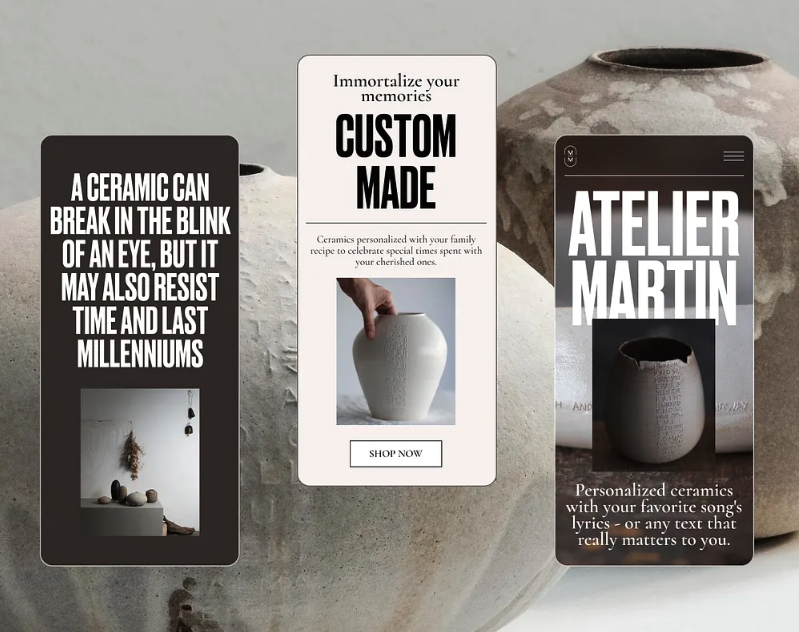 A CERAMIC CAN
BREAK IN THE BLINK
OF AN EYE, BUT IT
MAY ALSO RESIST
TIME AND LAST
MILLENNIUMS
Immortalize your
memories
CUSTOM
MADE
Ceramics personalized with your family
recipe to celebrate special times spent with
your cherished ones.
SHOP NOW
M
M
ATELIER
MARTIN
AND
Personalized ceramics
with your favorite song's
lyrics - or any text that
really matters to you.